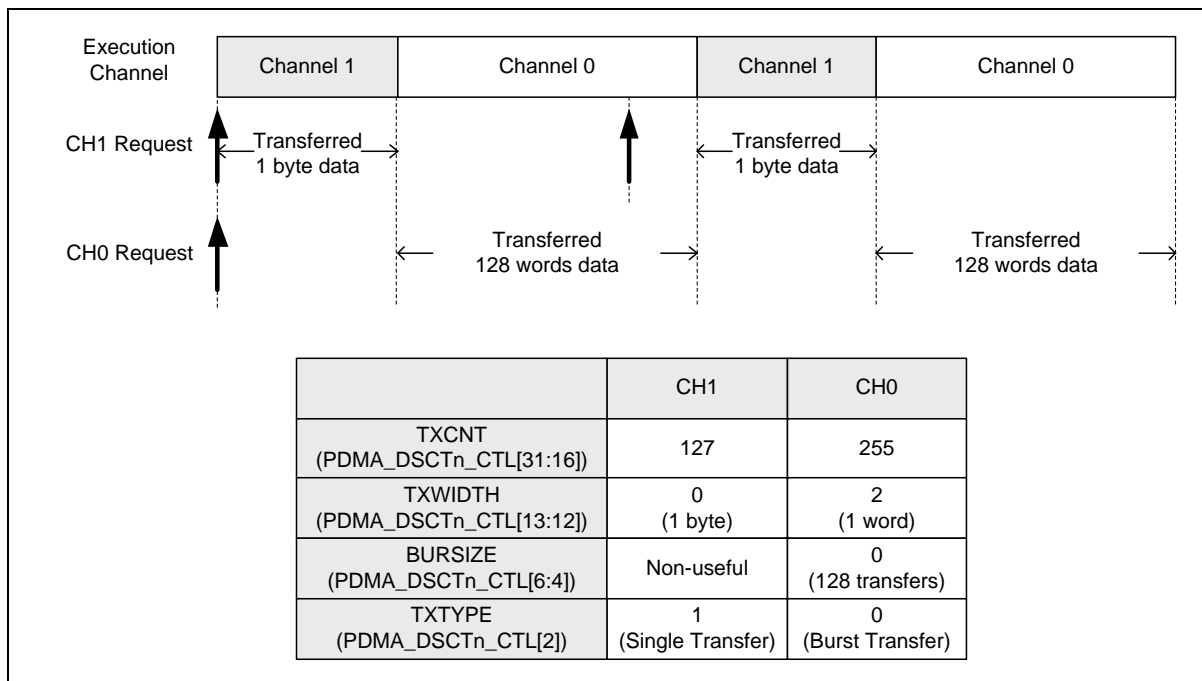 Execution
Channel
Channel 1
Channel 0
Channel 1
Channel 0
CH1 Request
Transferred
1 byte data
Transferred
1 byte data
CH0 Request
Transferred
128 words data
Transferred
128 words data
CH1
CH0
TXCNT
(PDMA_DSCTn_CTL[31:16])
127
255
TXWIDTH
(PDMA_DSCTn_CTL[13:12])
0
(1 byte)
2
(1 word)
BURSIZE
(PDMA_DSCTn_CTL[6:4])
Non-useful
0
(128 transfers)
TXTYPE
(PDMA_DSCTn_CTL[2])
1
(Single Transfer)
0
(Burst Transfer)